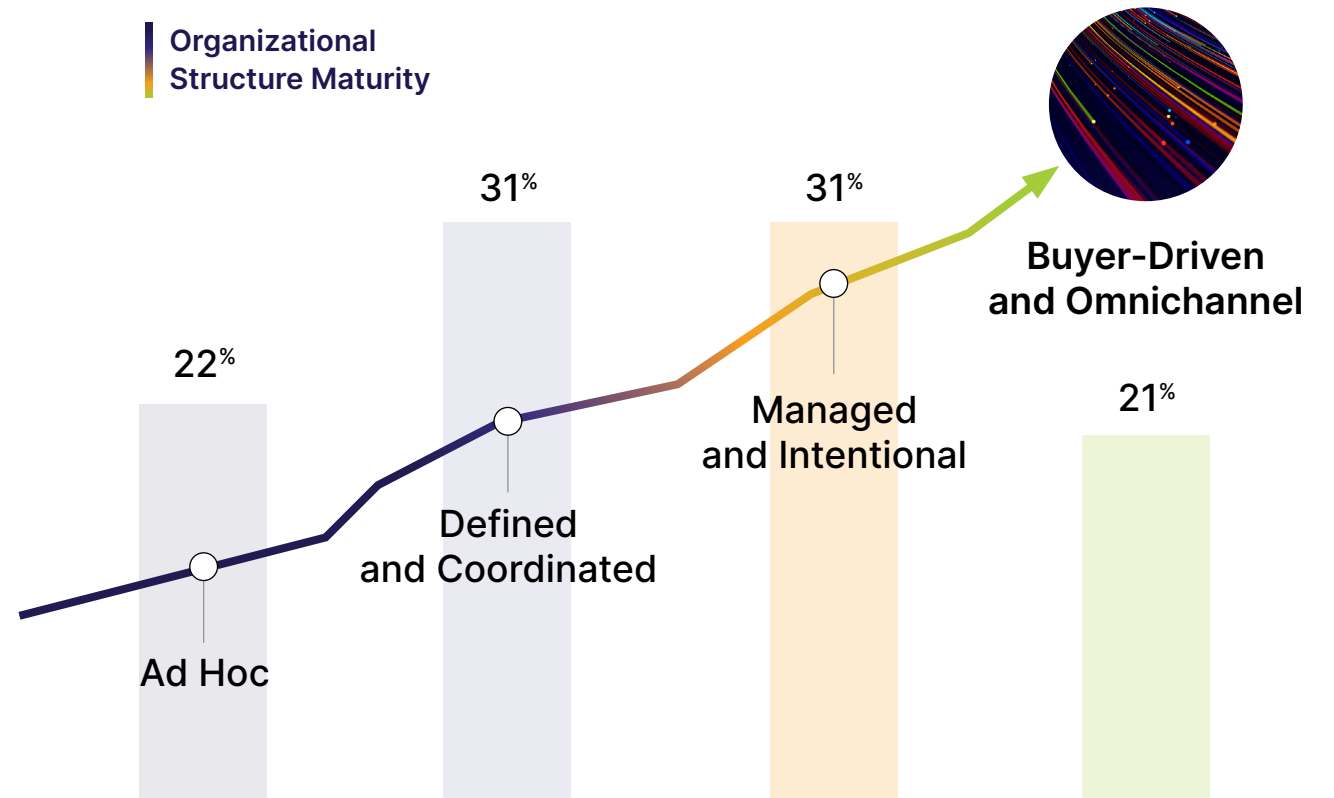 Organizational
Structure Maturity
22%
Ad Hoc
31%
Defined
and Coordinated
31%
Managed
and Intentional
Buyer-Driven
and Omnichannel
21%